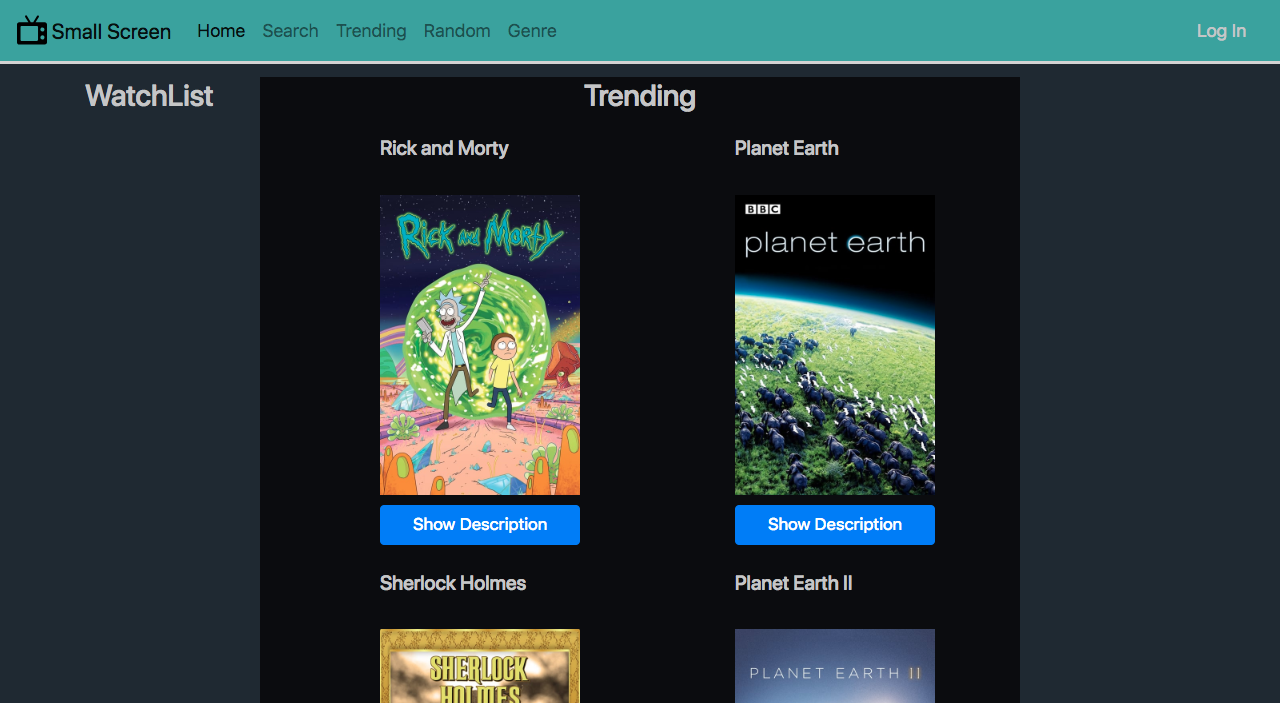 Small Screen Home Search Trending Random Genre Log In
WatchList
Trending
Rick and Morty
Planet Earth
Rick and Morty
BBC
planet earth
Show Description
Show Description
Sherlock Holmes
Planet Earth II
SHERLOCK
HOLMES
PLANET EARTH II